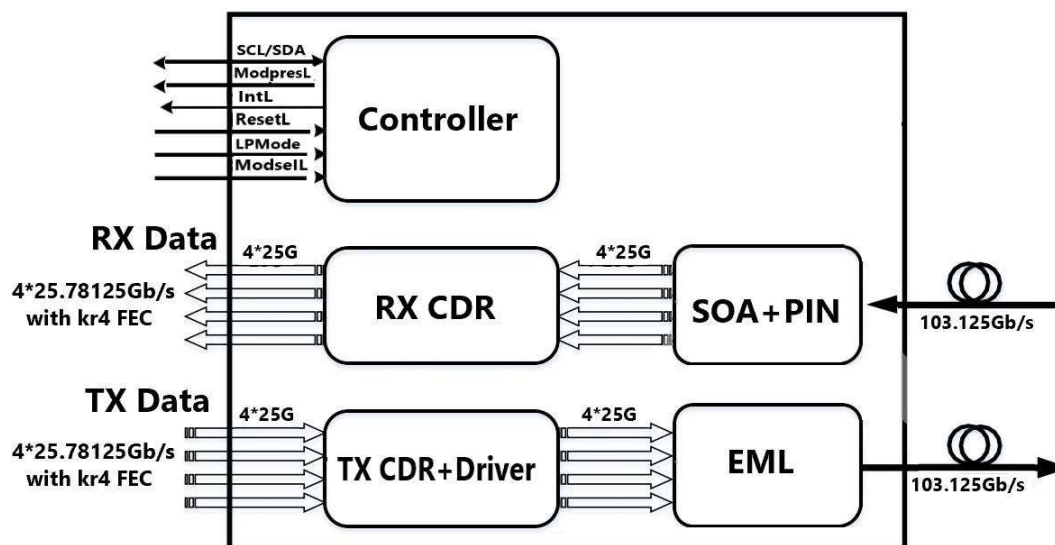 SCL/SDA
ModpresL
IntL
ResetL
LPMode
ModselL
Controller
RX Data
4*25G
4*25G
4*25.78125Gb/s
with kr4 FEC
RX CDR
SOA+PIN
103.125Gb/s
TX Data
4*25G
4*25G
4*25.78125Gb/s
with kr4 FEC
TX CDR+Driver
EML
103.125Gb/s